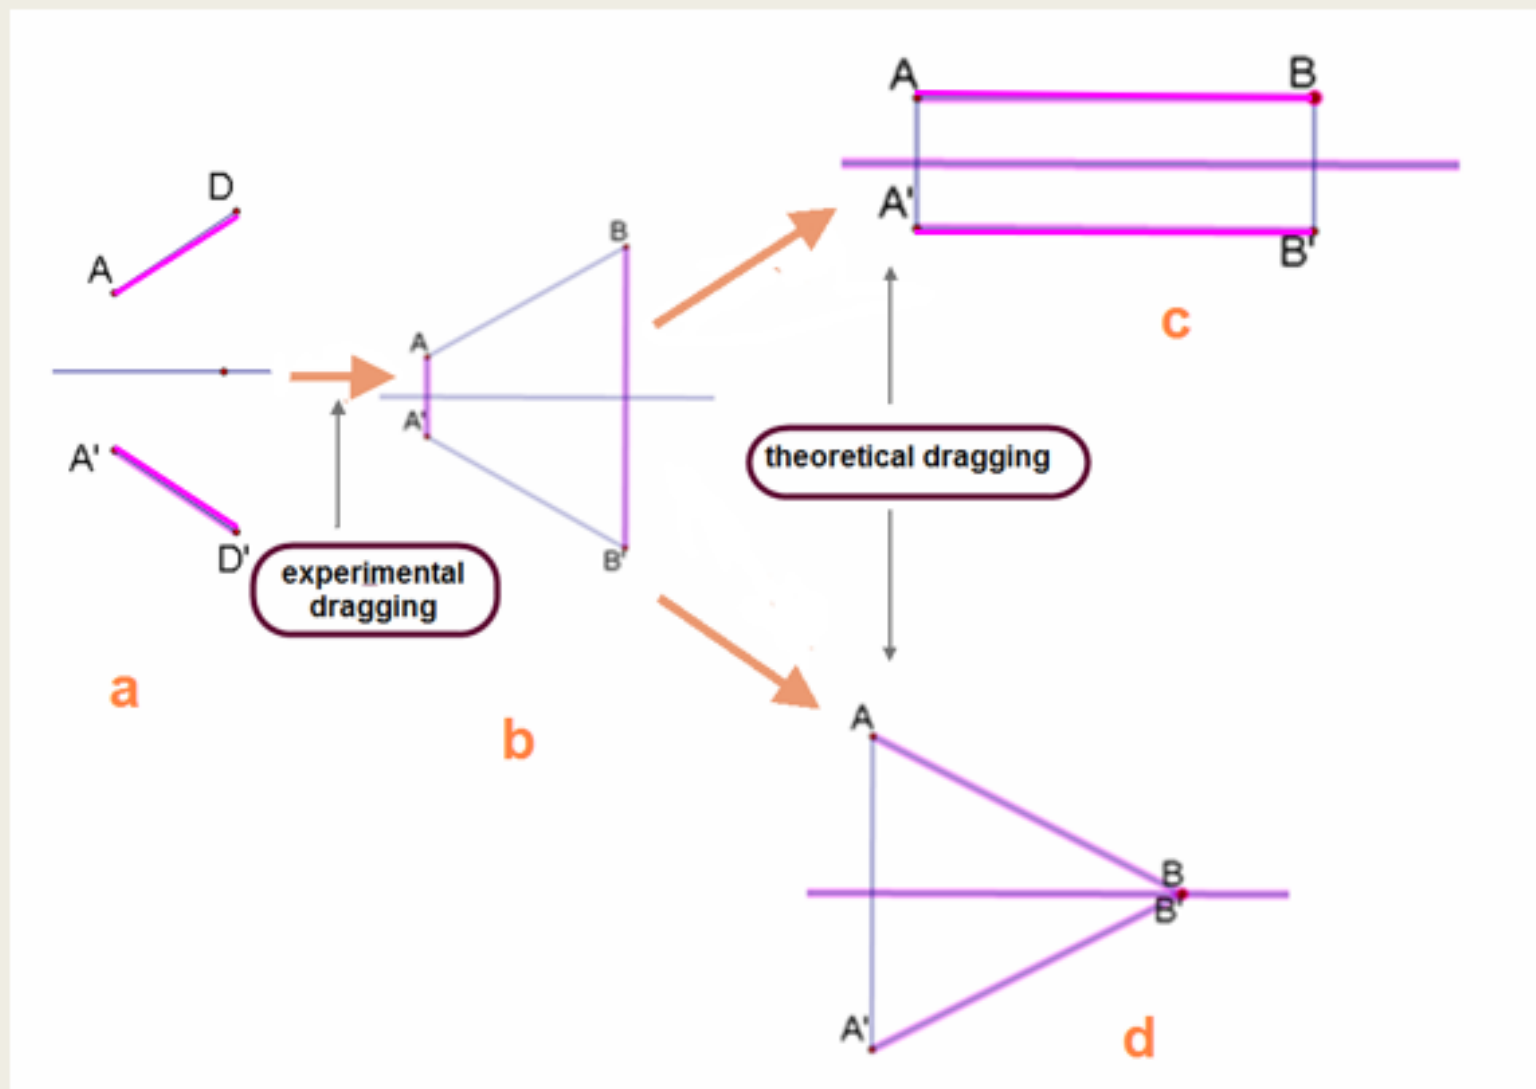 D
A
A'
D'
experimental
dragging
a
B
A
A'
B'
b
A
B
A'
B'
c
theoretical dragging
A
B
B'
A'
d